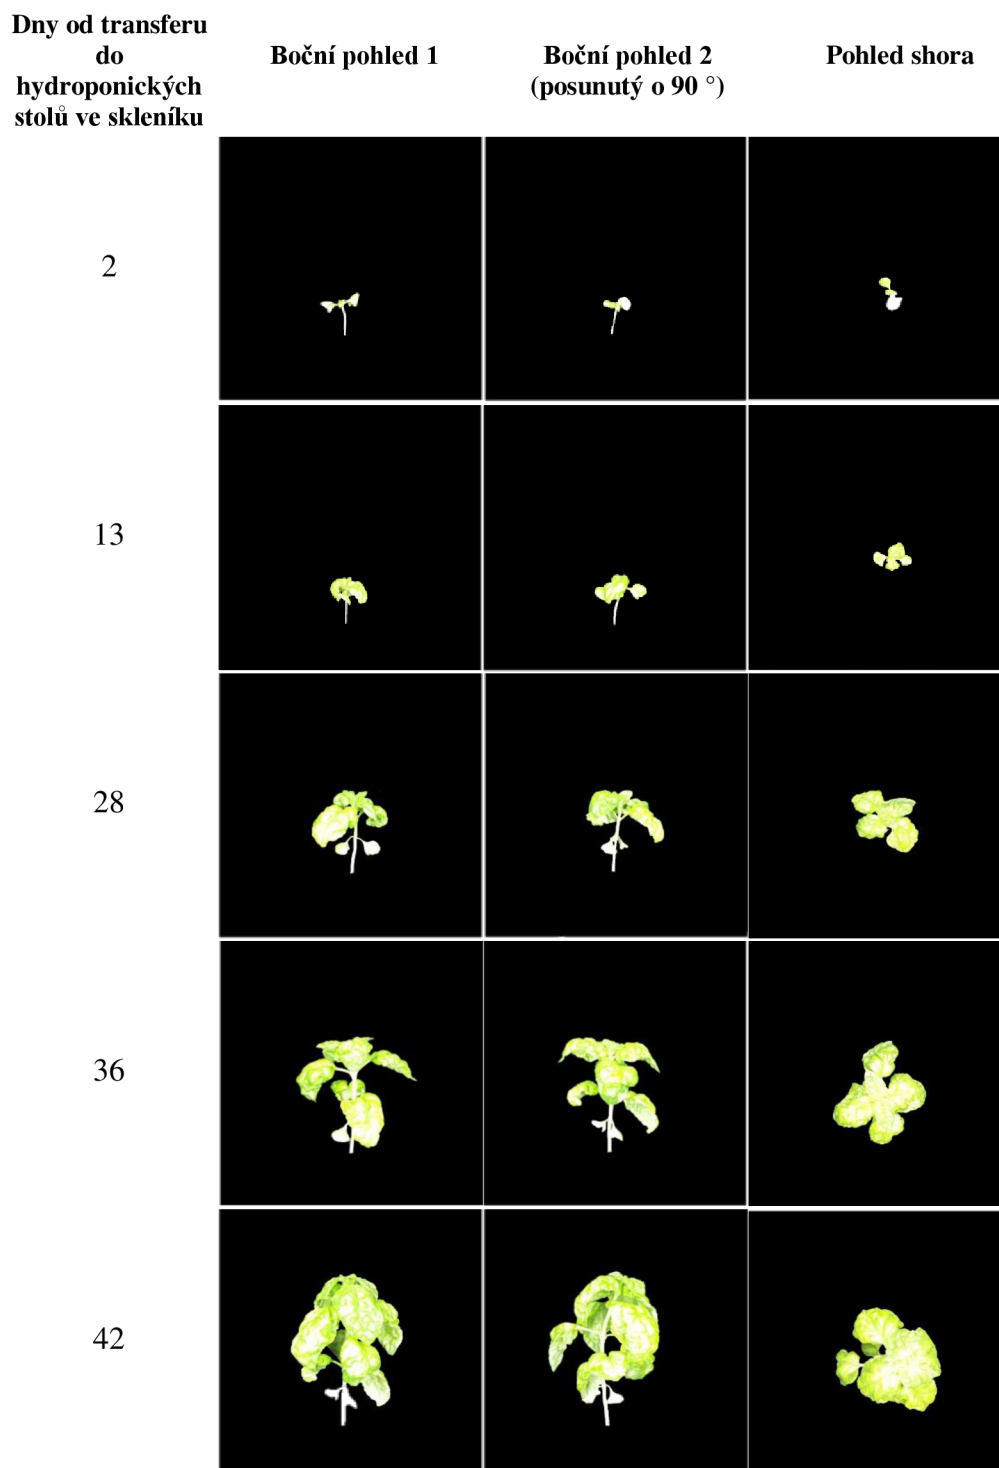 Dny od transferu
do
hydroponických
stolů ve skleníku
Boční pohled 1
Boční pohled 2
(posunutý o 90 °)
Pohled shora
2
13
28
36
42